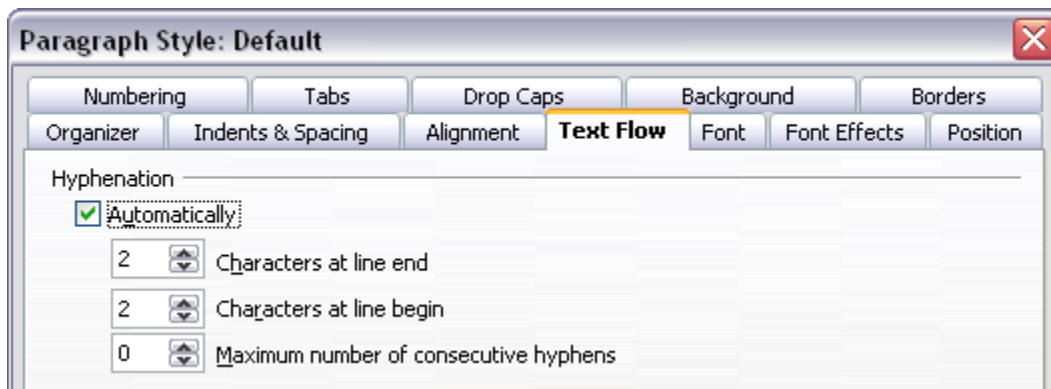 Paragraph Style: Default
Numbering Tabs Drop Caps Background Borders
Organizer Indents & Spacing Alignment Text Flow Font Font Effects Position
Hyphenation
Automatically
2 Characters at line end
2 Characters at line begin
0 Maximum number of consecutive hyphens